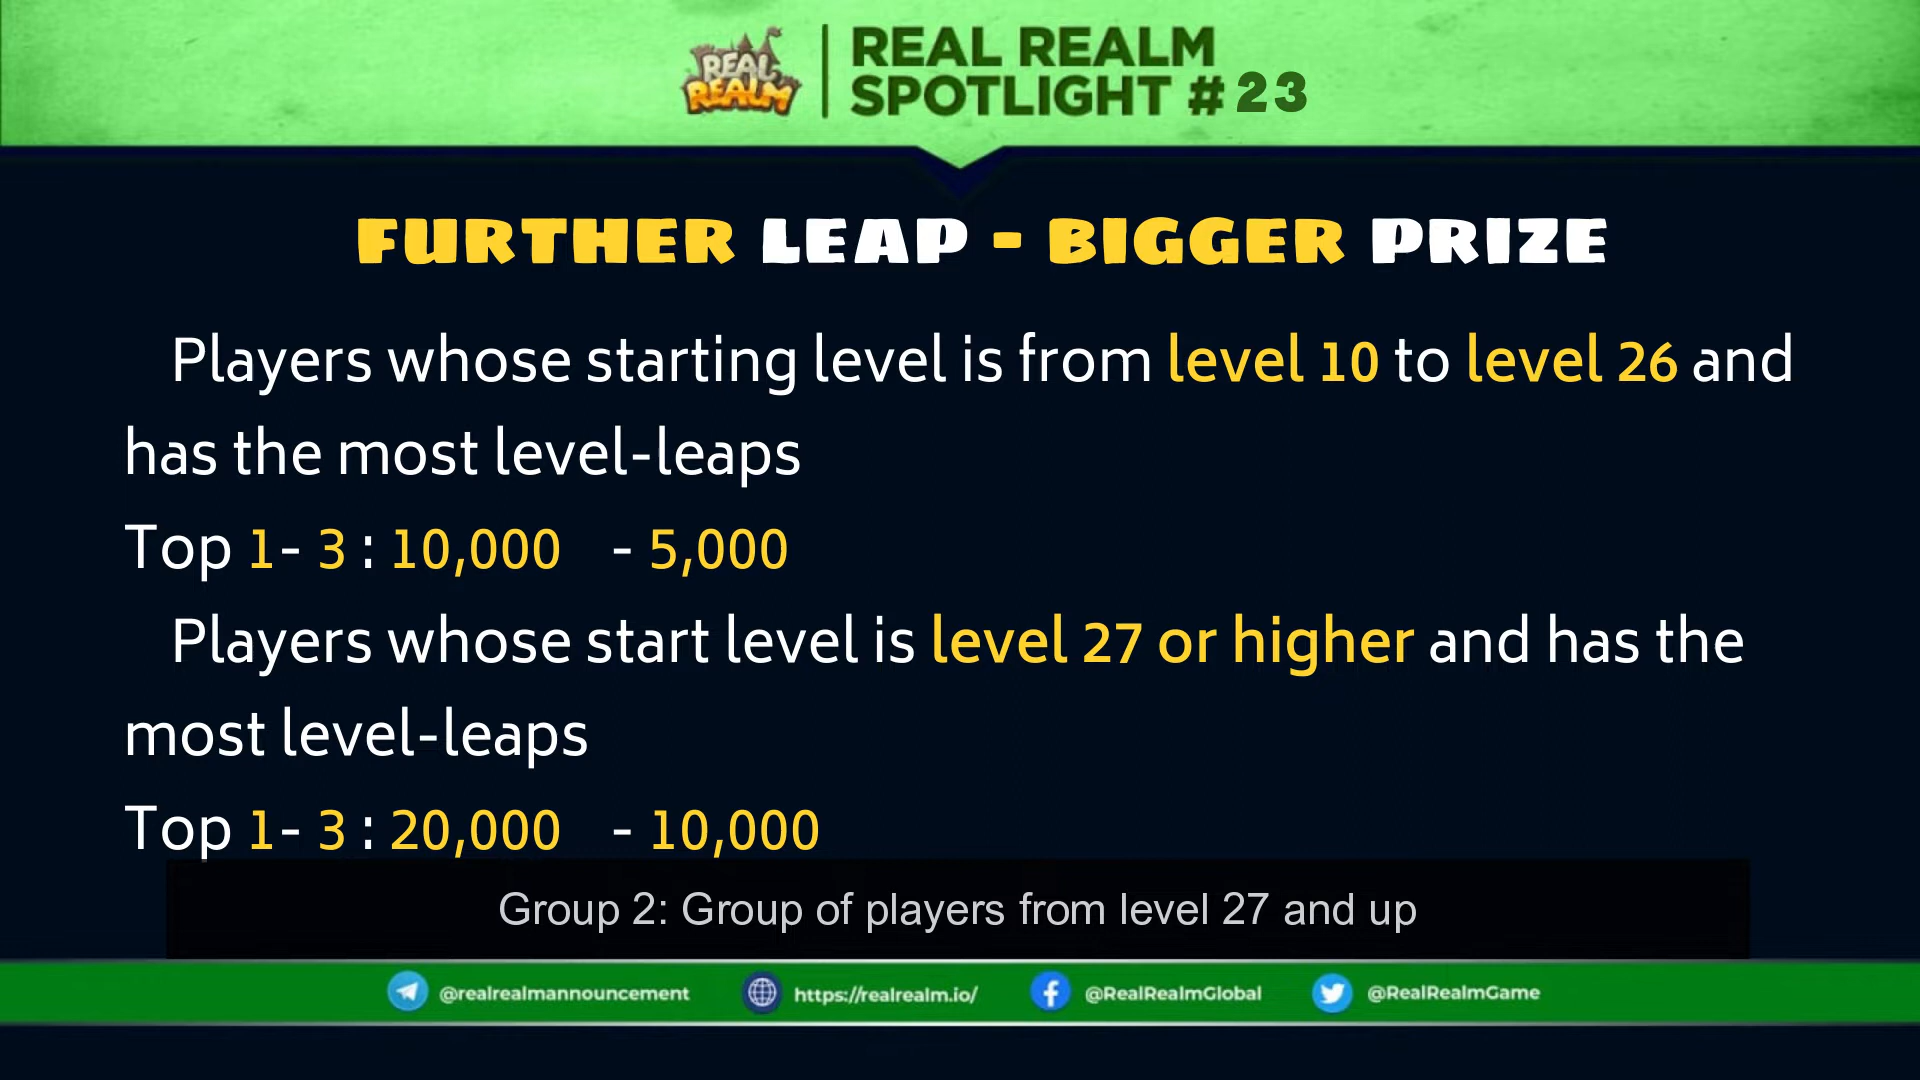 REAL REALM
REAL REALM
SPOTLIGHT #23
FURTHER LEAP - BIGGER PRIZE
Players whose starting level is from level 10 to level 26 and
has the most level-leaps
Top 1- 3 : 10,000 - 5,000
Players whose start level is level 27 or higher and has the
most level-leaps
Top 1- 3 : 20,000 - 10,000
Group 2: Group of players from level 27 and up
@realrealmannouncement https://realrealm.io/ @RealRealmGlobal @RealRealmGame